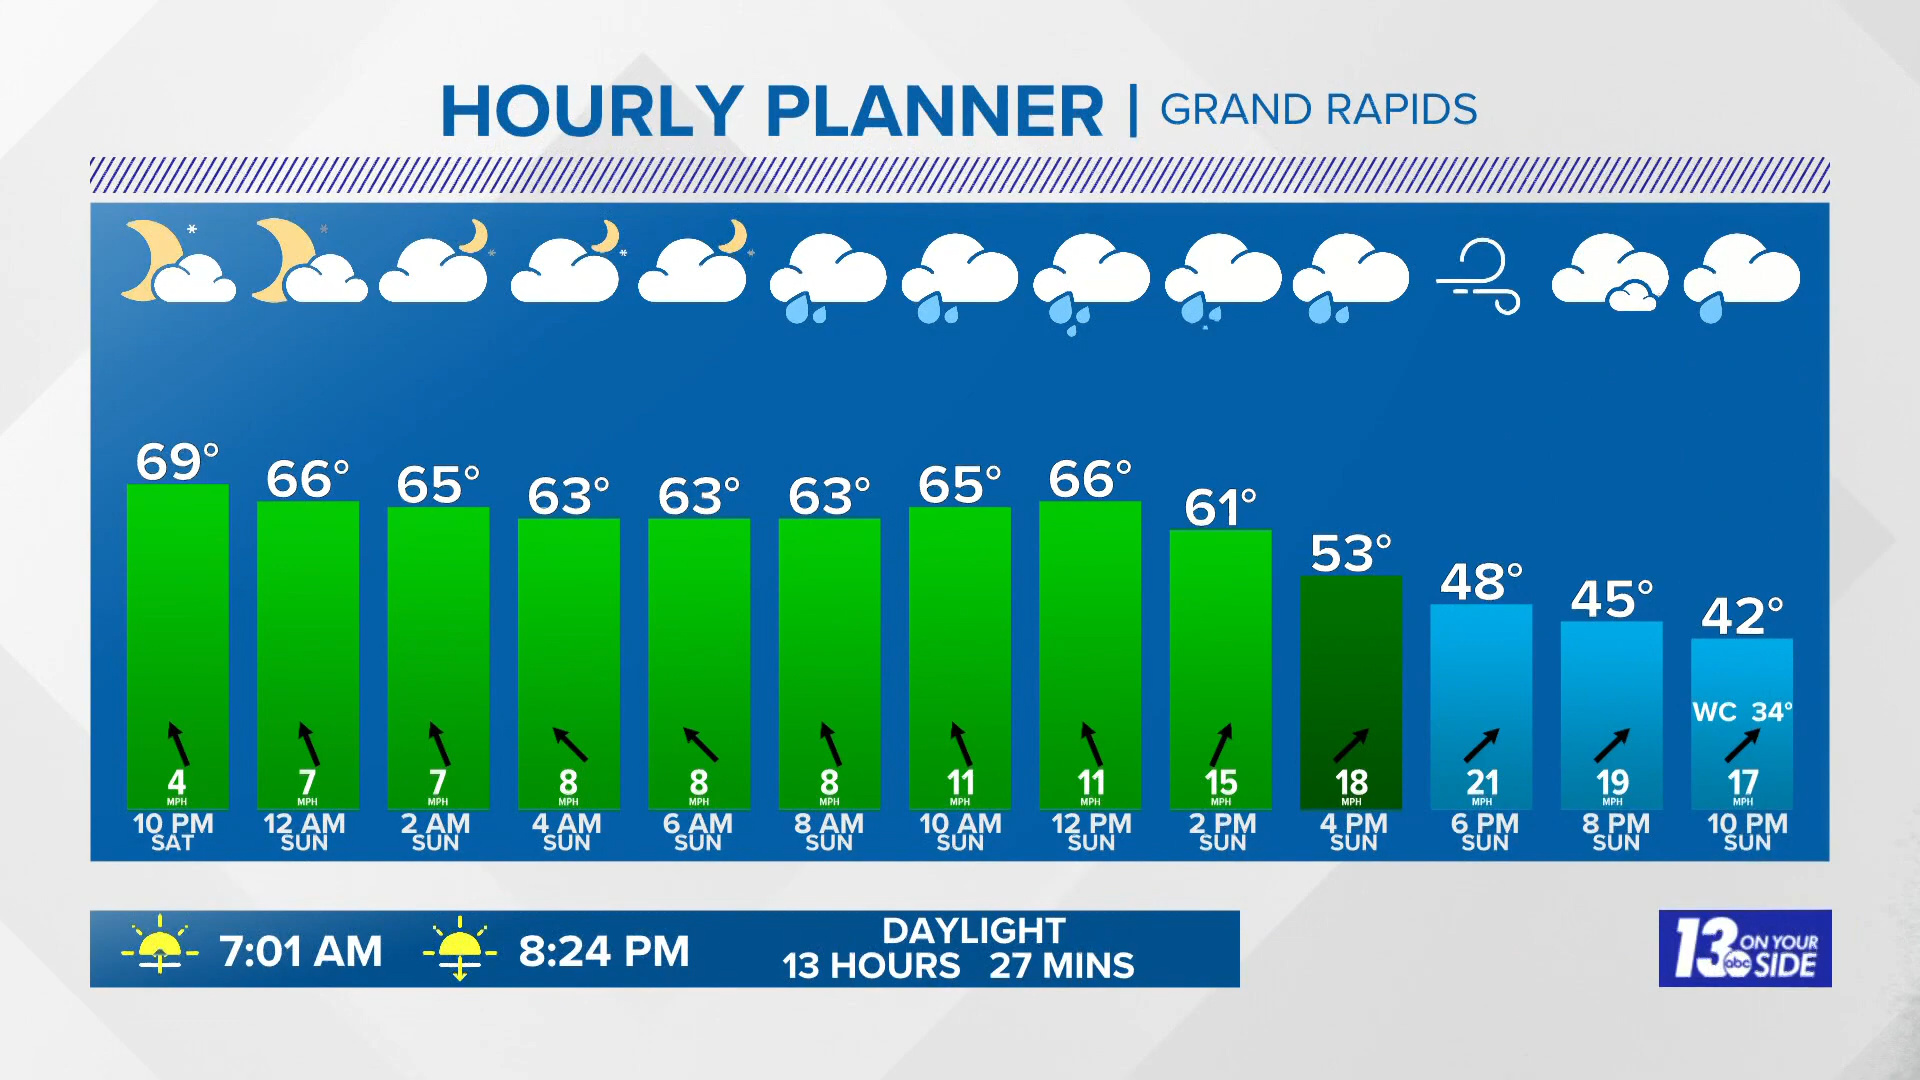 HOURLY PLANNER | GRAND RAPIDS
69° 66° 65° 63° 63° 63° 65° 66° 61° 53° 48° 45° 42°
WC 34°
4 7 7 8 8 8 11 11 15 18 21 19 17
MPH MPH MPH MPH MPH MPH MPH MPH MPH MPH MPH MPH MPH
10 PM 12 AM 2 AM 4 AM 6 AM 8 AM 10 AM 12 PM 2 PM 4 PM 6 PM 8 PM 10 PM
SAT SUN SUN SUN SUN SUN SUN SUN SUN SUN SUN SUN SUN
7:01 AM 8:24 PM
DAYLIGHT
13 HOURS 27 MINS
13 ON YOUR
abc SIDE